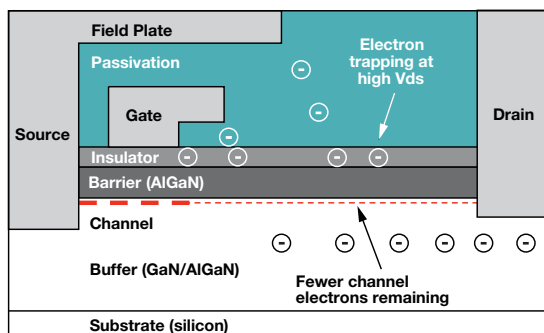 Field Plate
Electron
trapping at
high Vds
Passivation
Source
Gate
Drain
Insulator
Barrier (AlGaN)
Channel
Buffer (GaN/AlGaN)
Fewer channel
electrons remaining
Substrate (silicon)